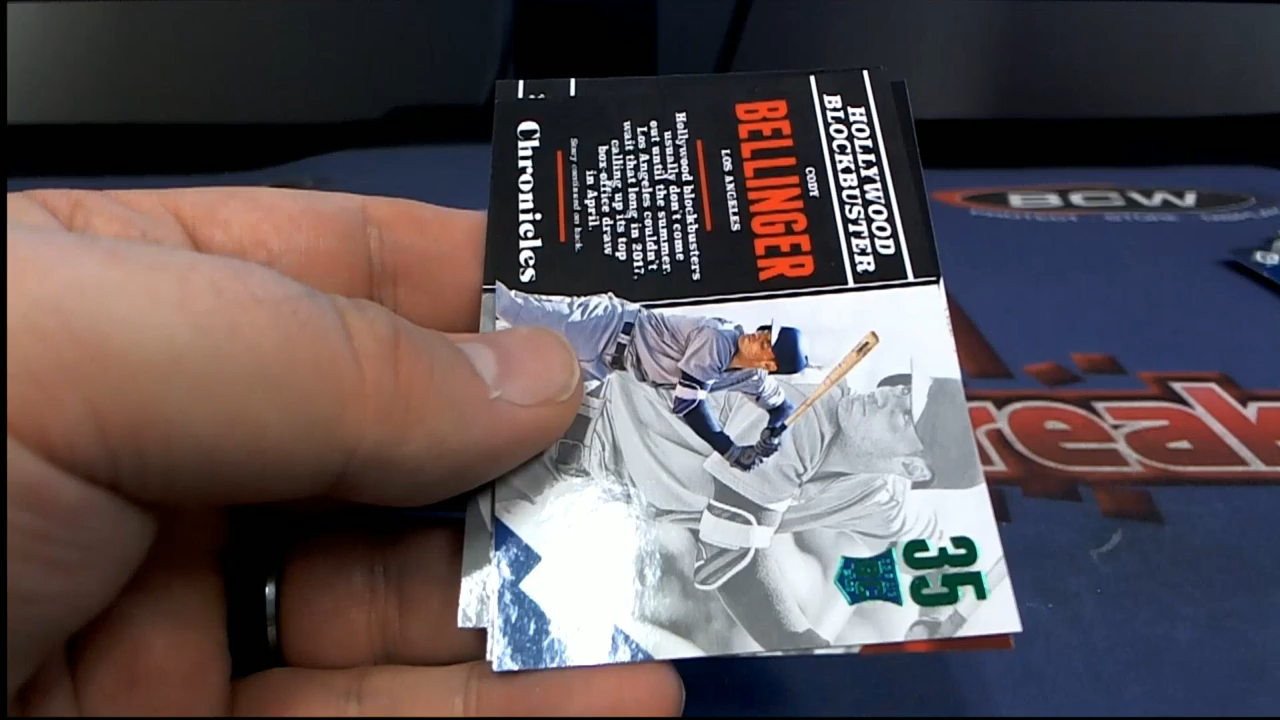 HOLLYWOOD
BLOCKBUSTER
CODY
BELLINGER
LOS ANGELES
Hollywood blockbusters
usually don't come
out until the summer.
Los Angeles couldn't
wait that long in 2017,
calling up its top
box-office draw
in April.
Story continued on back.
Chronicles
35
RC
BCW
reak